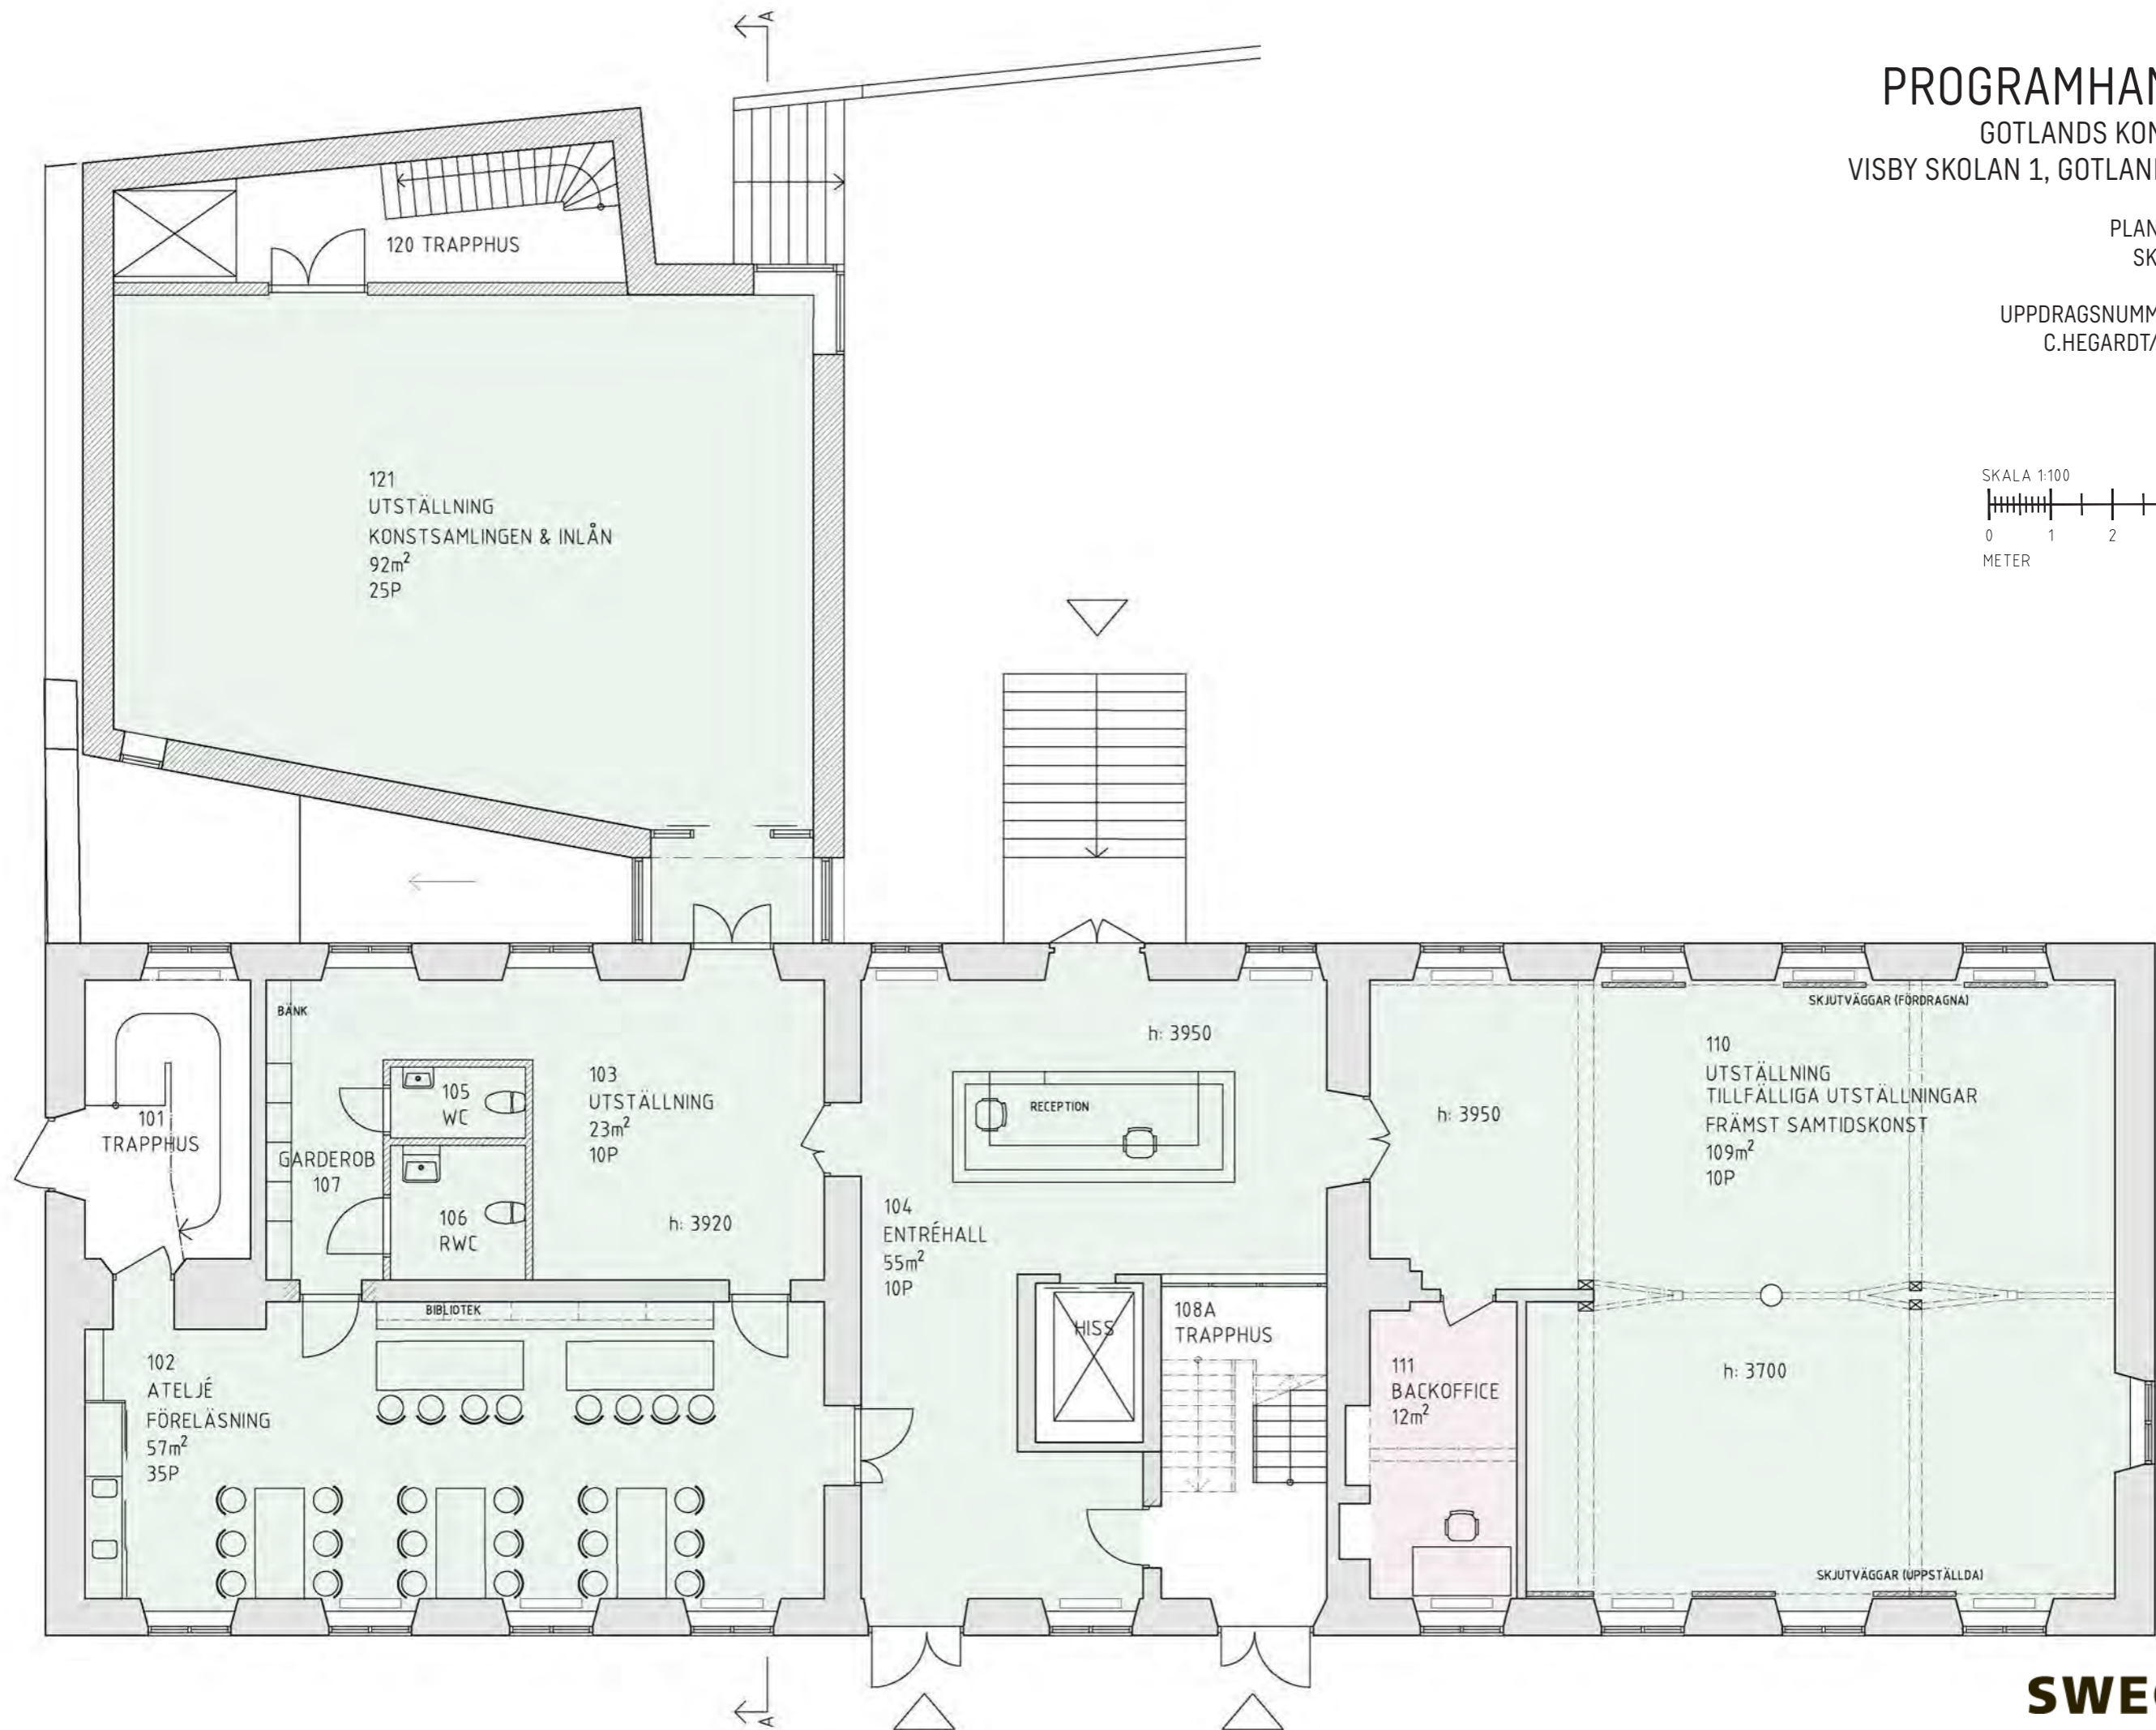 A
PROGRAMHAN
GOTLANDS KON
VISBY SKOLAN 1, GOTLAND
PLAN
SK
UPPDRAGSNUMM
C.HEGARDT/
SKALA 1:100
0 1 2
METER
120 TRAPPHUS
121
UTSTÄLLNING
KONSTSAMLINGEN & INLÅN
92m²
25P
BÄNK
101
TRAPPHUS
105
WC
GARDEROB
107
106
RWC
103
UTSTÄLLNING
23m²
10P
h: 3920
h: 3950
RECEPTION
104
ENTRÉHALL
55m²
10P
HISS
108A
TRAPPHUS
SKJUTVÄGGAR (FÖRDRAGNA)
110
UTSTÄLLNING
TILLFÄLLIGA UTSTÄLLNINGAR
FRÄMST SAMTIDSKONST
109m²
10P
h: 3950
h: 3700
111
BACKOFFICE
12m²
BIBLIOTEK
102
ATELJÉ
FÖRELÄSNING
57m²
35P
SKJUTVÄGGAR (UPPSTÄLLDA)
A
SWEC